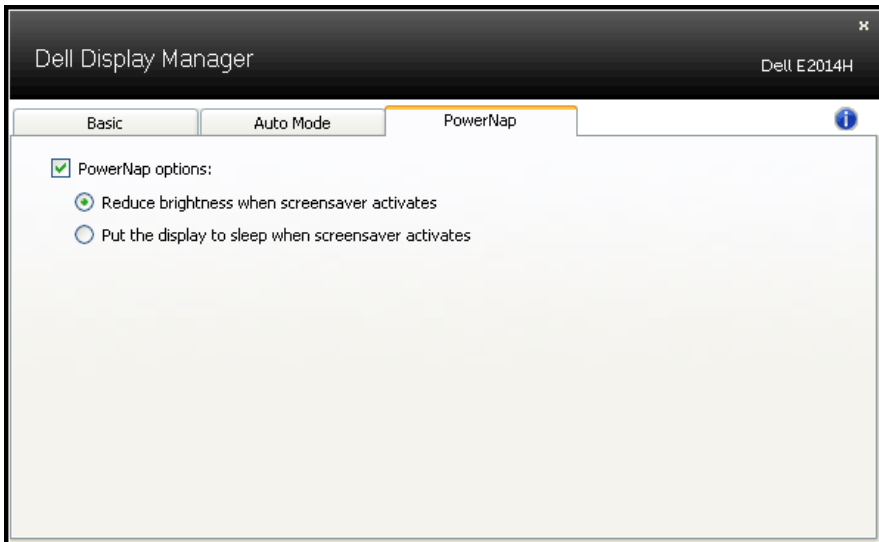 Dell Display Manager
Dell E2014H
Basic
Auto Mode
PowerNap
PowerNap options:
Reduce brightness when screensaver activates
Put the display to sleep when screensaver activates